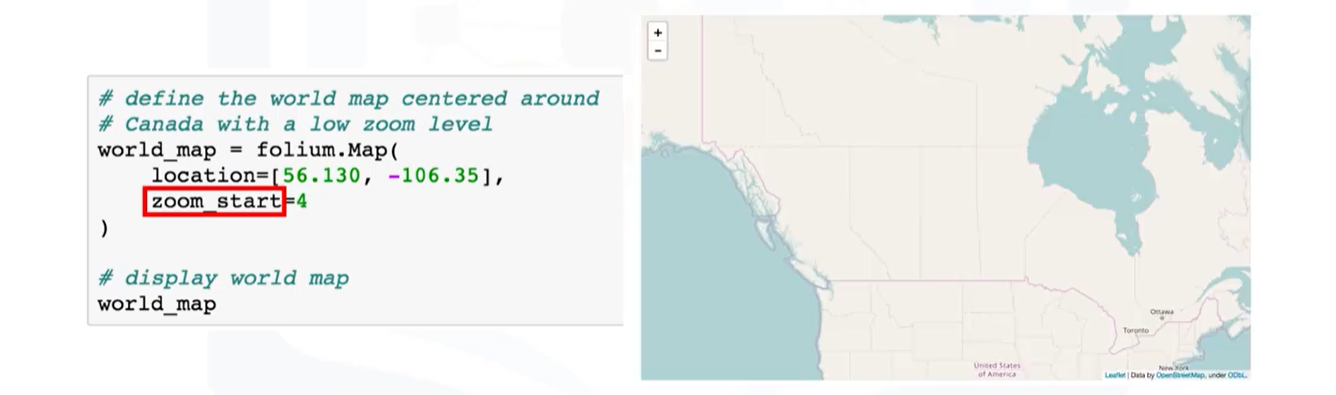 # define the world map centered around
# Canada with a low zoom level
world_map = folium.Map(
    location=[56.130, -106.35],
    zoom_start=4
)
# display world map
world_map
+
-
Ottawa
Toronto
United States
of America
New York
Leaflet | Data by OpenStreetMap, under ODbL.